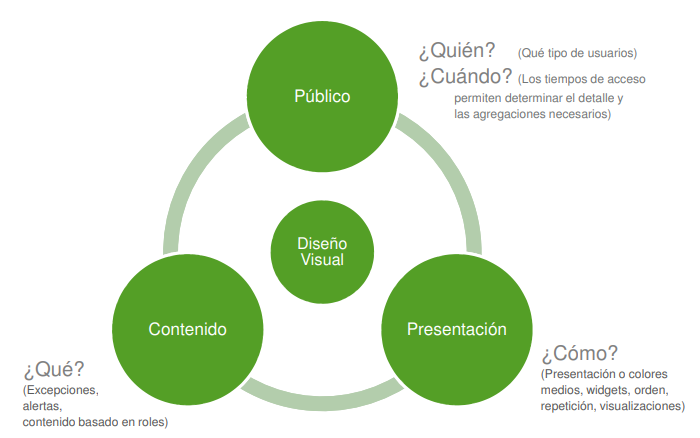 Público
¿Quién? (Qué tipo de usuarios)
¿Cuándo? (Los tiempos de acceso
permiten determinar el detalle y
las agregaciones necesarios)
Diseño
Visual
Contenido
Presentación
¿Qué?
(Excepciones,
alertas,
contenido basado en roles)
¿Cómo?
(Presentación o colores
medios, widgets, orden,
repetición, visualizaciones)